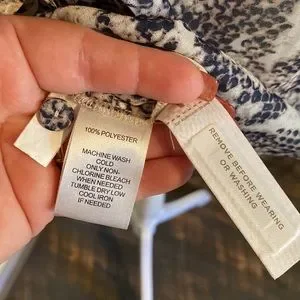 100% POLYESTER
MACHINE WASH
COLD
ONLY NON-
CHLORINE BLEACH
WHEN NEEDED
TUMBLE DRY LOW
COOL IRON
IF NEEDED
REMOVE BEFORE WEARING
OR WASHING